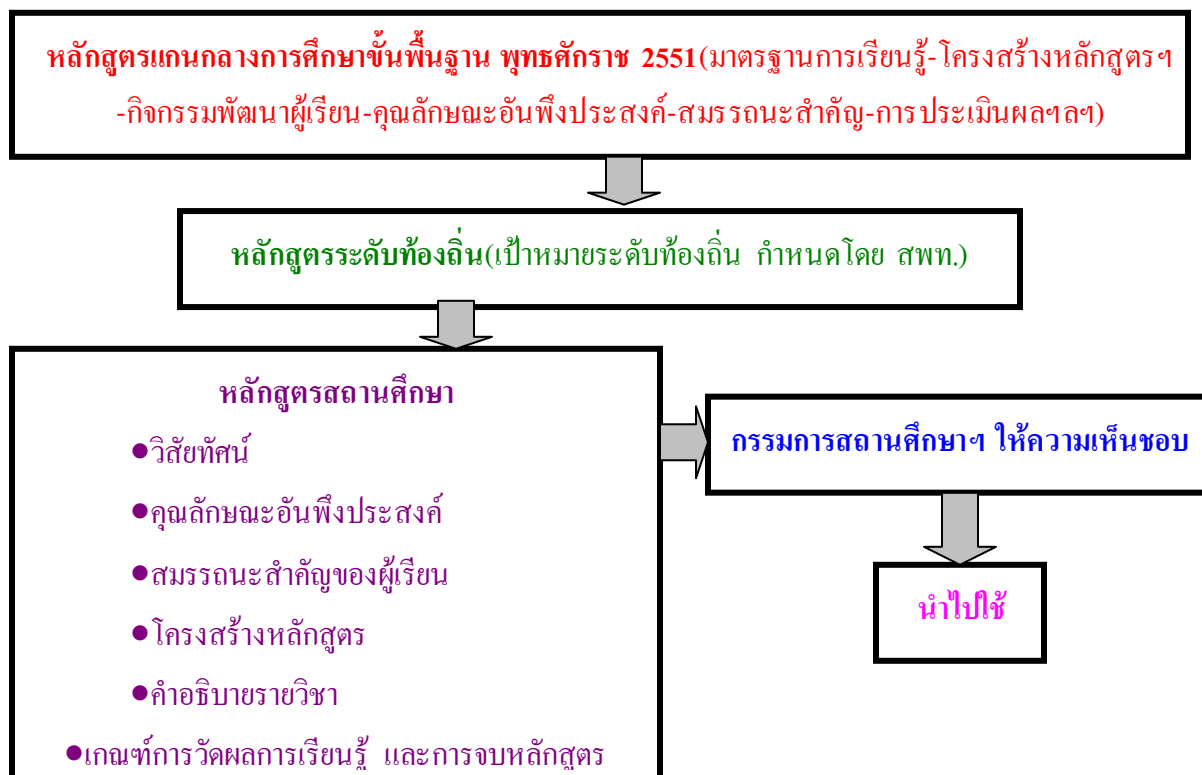 หลักสูตรแกนกลางการศึกษาขั้นพื้นฐาน พุทธศักราช 2551(มาตรฐานการเรียนรู้-โครงสร้างหลักสูตรฯ
-กิจกรรมพัฒนาผู้เรียน-คุณลักษณะอันพึงประสงค์-สมรรถนะสำคัญ-การประเมินผลฯลฯ)
หลักสูตรระดับท้องถิ่น(เป้าหมายระดับท้องถิ่น กำหนดโดย สพท.)
หลักสูตรสถานศึกษา
●วิสัยทัศน์
●คุณลักษณะอันพึงประสงค์
●สมรรถนะสำคัญของผู้เรียน
●โครงสร้างหลักสูตร
●คำอธิบายรายวิชา
●เกณฑ์การวัดผลการเรียนรู้ และการจบหลักสูตร
กรรมการสถานศึกษาฯ ให้ความเห็นชอบ
นำไปใช้